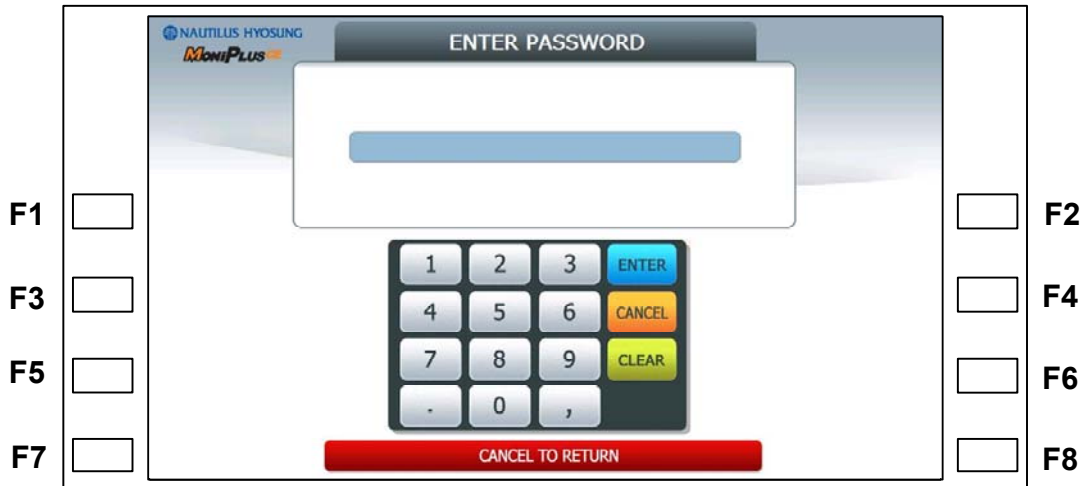 NAUTILUS HYOSUNG
MoniPlus CE
ENTER PASSWORD
F1
F2
1 2 3 ENTER
F3
F4
4 5 6 CANCEL
F5
7 8 9 CLEAR
F6
. 0 ,
F7
CANCEL TO RETURN
F8